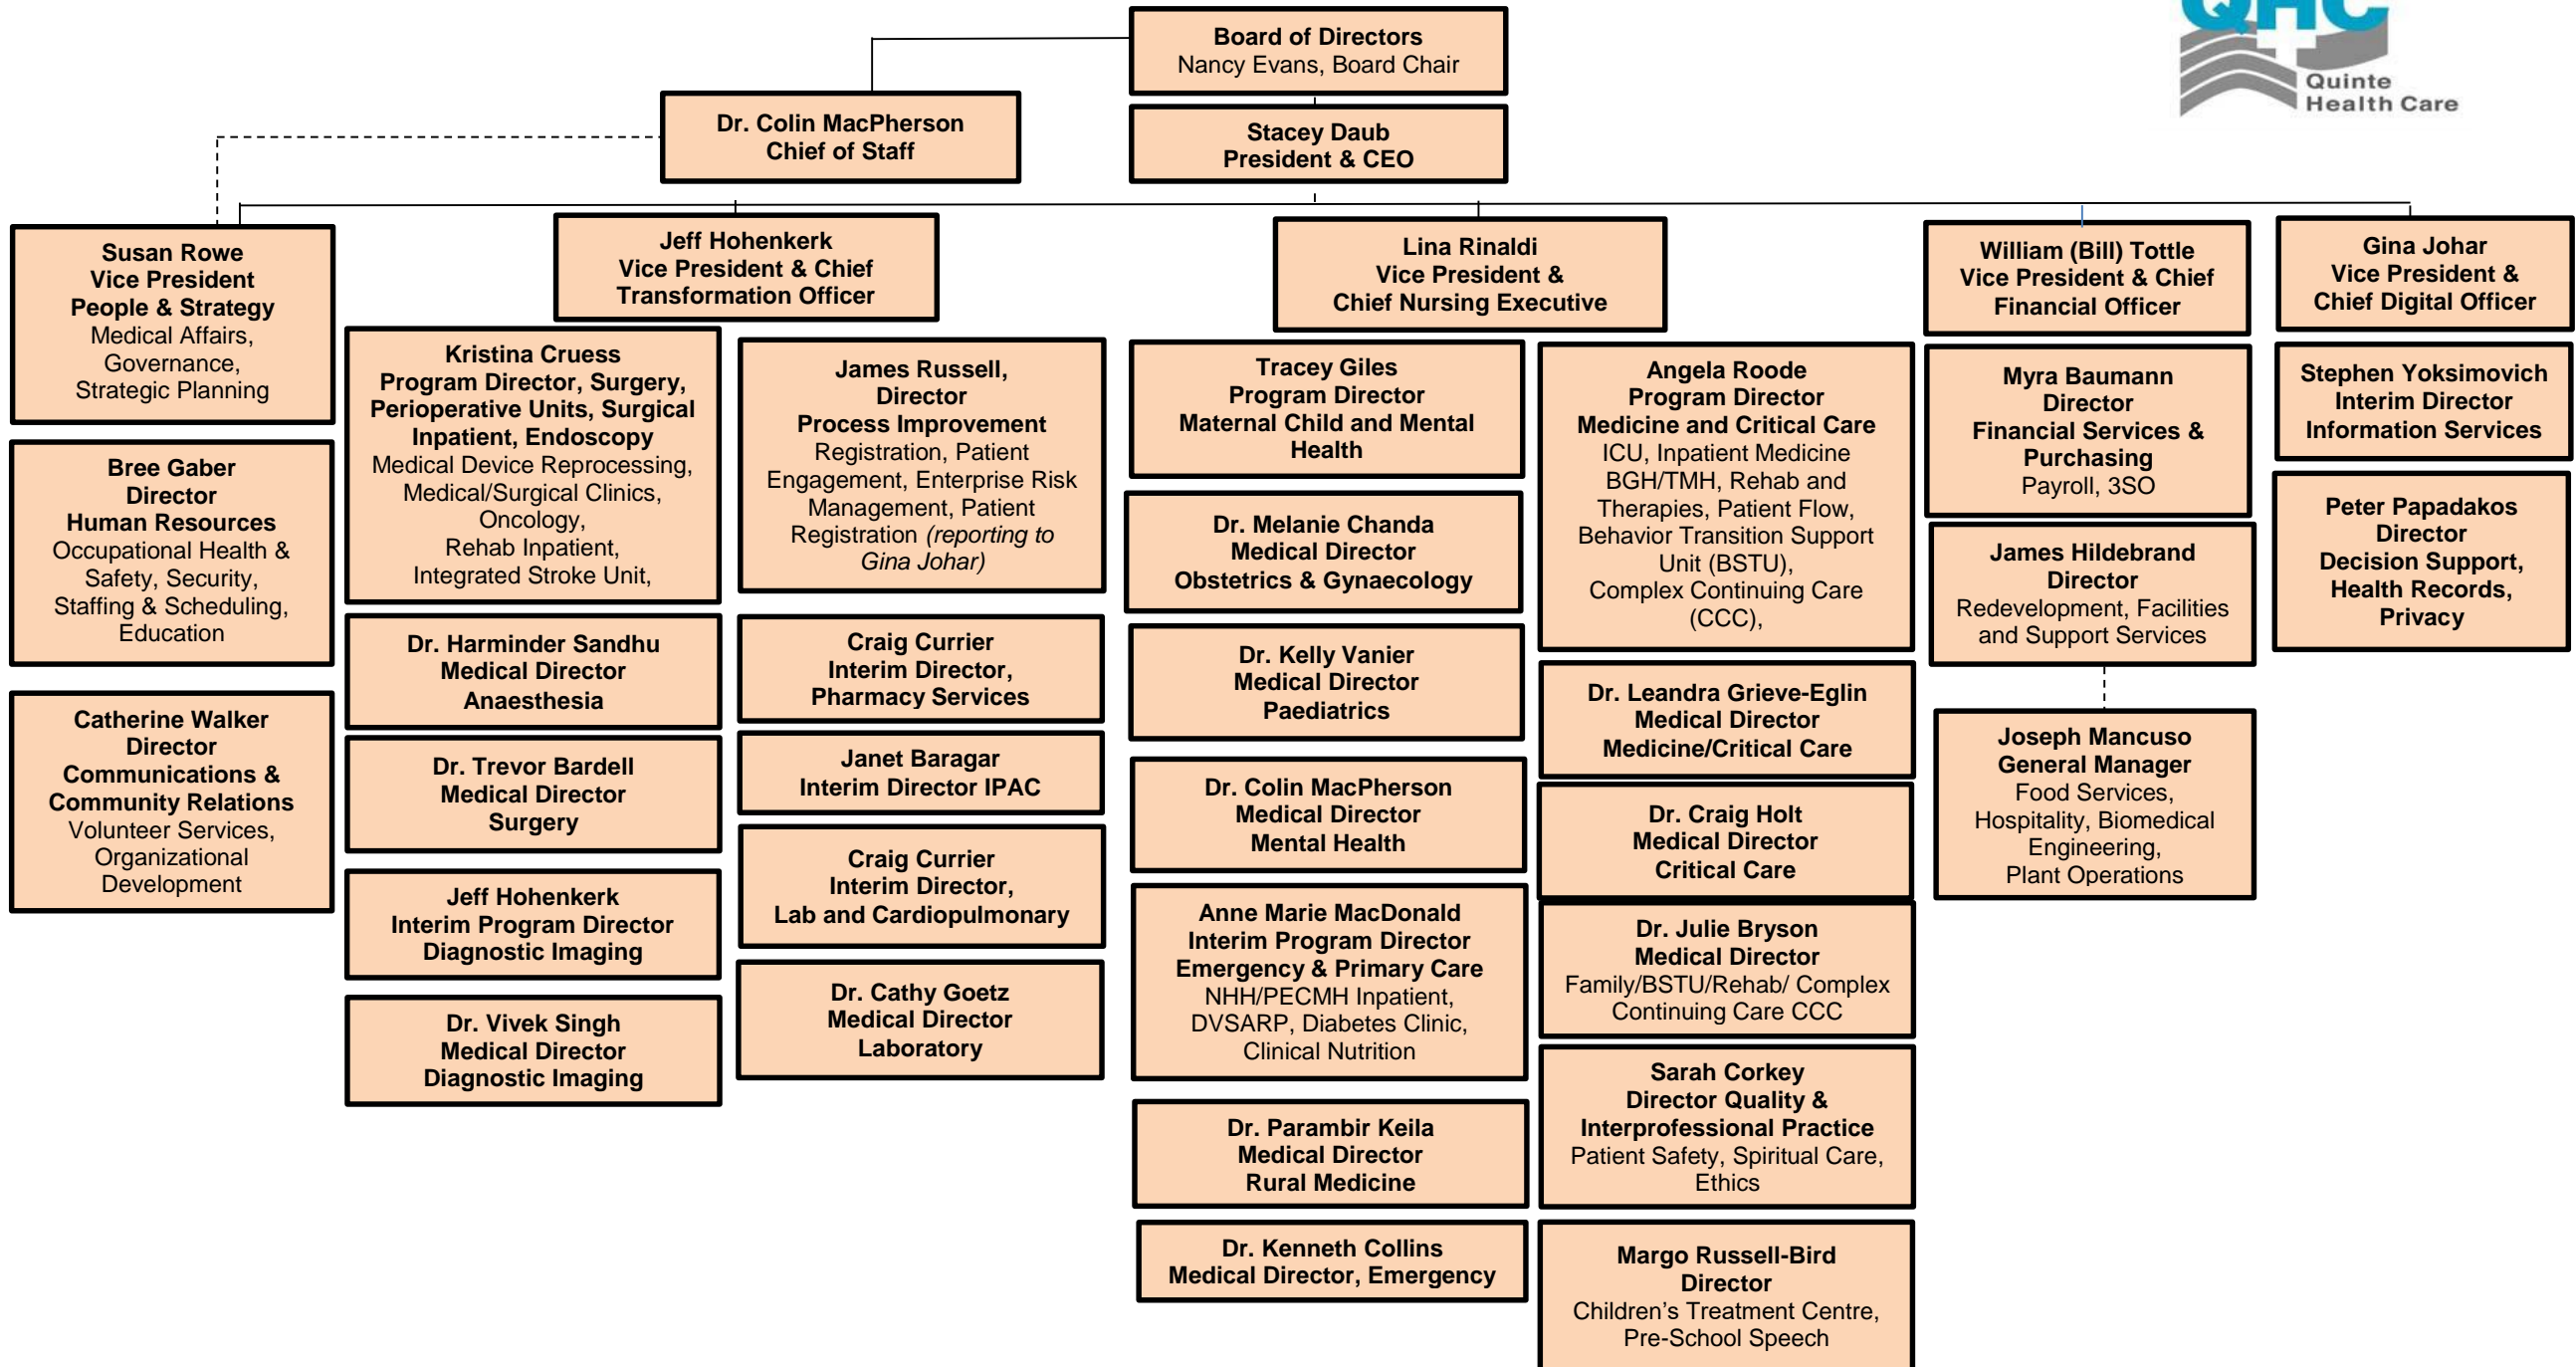 QHC
Quinte
Health Care
Board of Directors
Nancy Evans, Board Chair
Dr. Colin MacPherson
Chief of Staff
Stacey Daub
President & CEO
Susan Rowe
Vice President
People & Strategy
Medical Affairs,
Governance,
Strategic Planning
Bree Gaber
Director
Human Resources
Occupational Health &
Safety, Security,
Staffing & Scheduling,
Education
Catherine Walker
Director
Communications &
Community Relations
Volunteer Services,
Organizational
Development
Jeff Hohenkerk
Vice President & Chief
Transformation Officer
Kristina Cruess
Program Director, Surgery,
Perioperative Units, Surgical
Inpatient, Endoscopy
Medical Device Reprocessing,
Medical/Surgical Clinics,
Oncology,
Rehab Inpatient,
Integrated Stroke Unit,
Dr. Harminder Sandhu
Medical Director
Anaesthesia
Dr. Trevor Bardell
Medical Director
Surgery
Jeff Hohenkerk
Interim Program Director
Diagnostic Imaging
Dr. Vivek Singh
Medical Director
Diagnostic Imaging
James Russell,
Director
Process Improvement
Registration, Patient
Engagement, Enterprise Risk
Management, Patient
Registration (reporting to
Gina Johar)
Craig Currier
Interim Director,
Pharmacy Services
Janet Baragar
Interim Director IPAC
Craig Currier
Interim Director,
Lab and Cardiopulmonary
Dr. Cathy Goetz
Medical Director
Laboratory
Lina Rinaldi
Vice President &
Chief Nursing Executive
Tracey Giles
Program Director
Maternal Child and Mental
Health
Dr. Melanie Chanda
Medical Director
Obstetrics & Gynaecology
Dr. Kelly Vanier
Medical Director
Paediatrics
Dr. Colin MacPherson
Medical Director
Mental Health
Anne Marie MacDonald
Interim Program Director
Emergency & Primary Care
NHH/PECMH Inpatient,
DVSARP, Diabetes Clinic,
Clinical Nutrition
Dr. Parambir Keila
Medical Director
Rural Medicine
Dr. Kenneth Collins
Medical Director, Emergency
Angela Roode
Program Director
Medicine and Critical Care
ICU, Inpatient Medicine
BGH/TMH, Rehab and
Therapies, Patient Flow,
Behavior Transition Support
Unit (BSTU),
Complex Continuing Care
(CCC),
Dr. Leandra Grieve-Eglin
Medical Director
Medicine/Critical Care
Dr. Craig Holt
Medical Director
Critical Care
Dr. Julie Bryson
Medical Director
Family/BSTU/Rehab/ Complex
Continuing Care CCC
Sarah Corkey
Director Quality &
Interprofessional Practice
Patient Safety, Spiritual Care,
Ethics
Margo Russell-Bird
Director
Children’s Treatment Centre,
Pre-School Speech
William (Bill) Tottle
Vice President & Chief
Financial Officer
Myra Baumann
Director
Financial Services &
Purchasing
Payroll, 3SO
James Hildebrand
Director
Redevelopment, Facilities
and Support Services
Joseph Mancuso
General Manager
Food Services,
Hospitality, Biomedical
Engineering,
Plant Operations
Gina Johar
Vice President &
Chief Digital Officer
Stephen Yoksimovich
Interim Director
Information Services
Peter Papadakos
Director
Decision Support,
Health Records,
Privacy